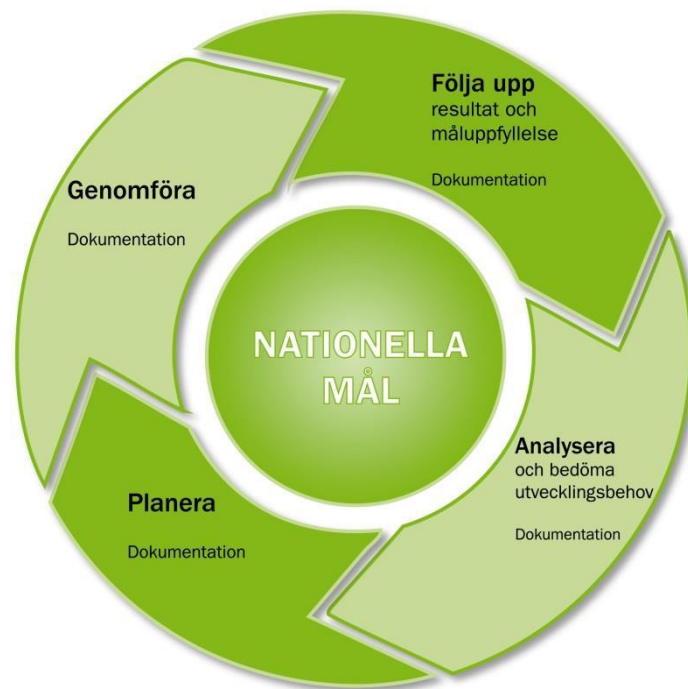 Följa upp
resultat och
måluppfyllelse
Dokumentation
Analysera
och bedöma
utvecklingsbehov
Dokumentation
Planera
Dokumentation
Genomföra
Dokumentation
NATIONELLA
MÅL